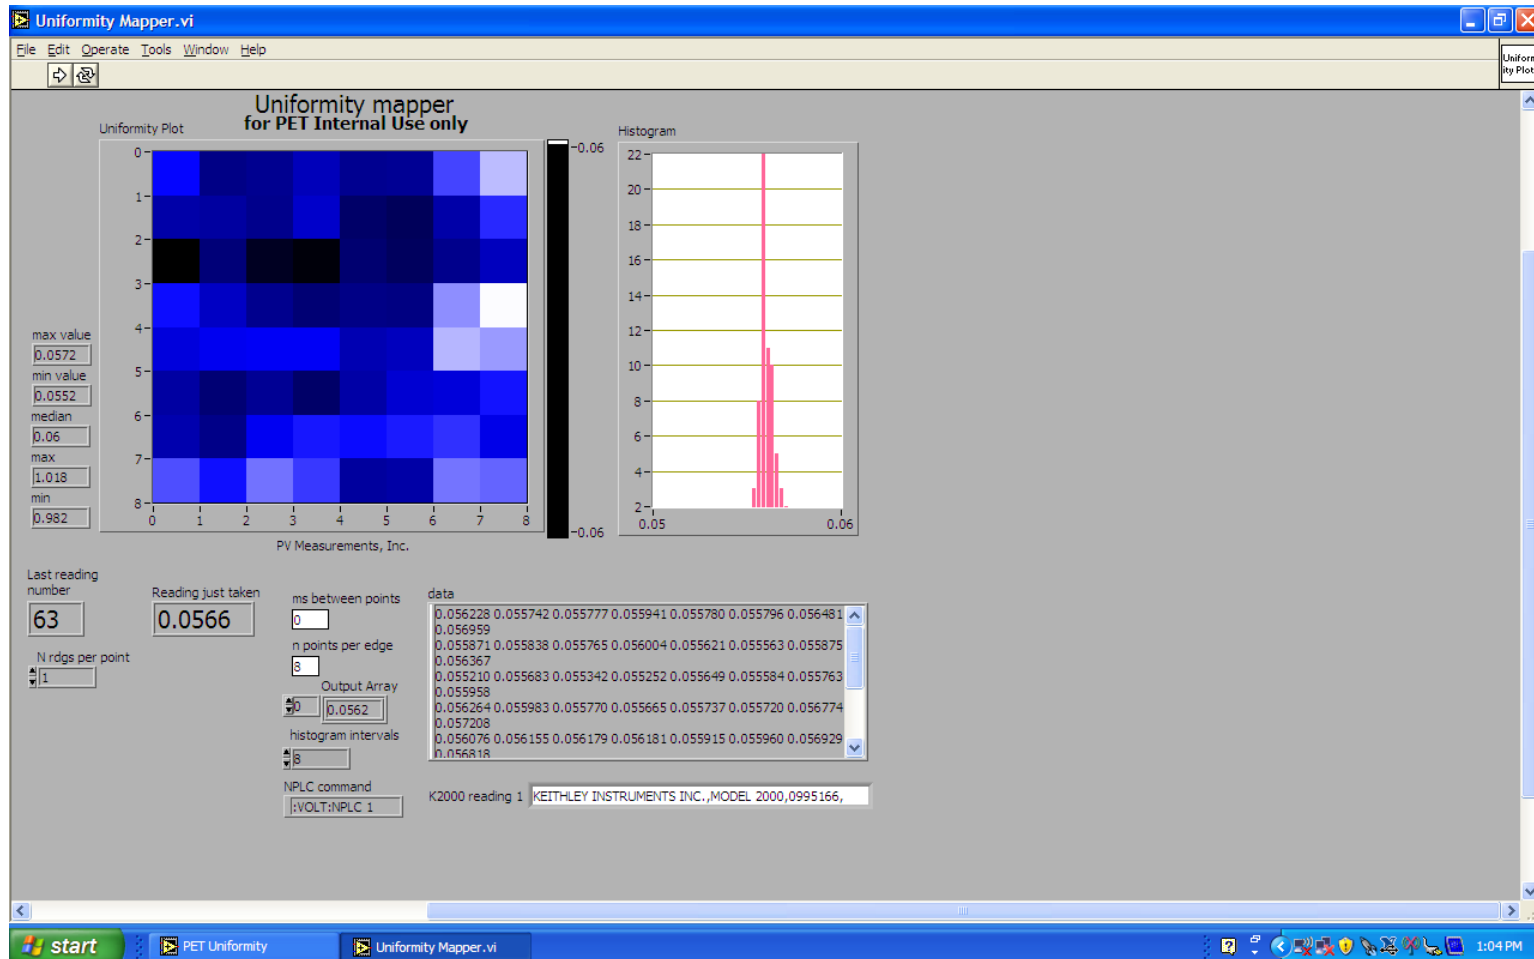 Uniformity Mapper.vi
File Edit Operate Tools Window Help
Uniform
ity Plot
Uniformity mapper
for PET Internal Use only
Uniformity Plot
0
1
2
3
4
5
6
7
8
0 1 2 3 4 5 6 7 8
PV Measurements, Inc.
-0.06
-0.06
Histogram
22
20
18
16
14
12
10
8
6
4
2
0.05 0.06
max value
0.0572
min value
0.0552
median
0.06
max
1.018
min
0.982
Last reading
number
63
Reading just taken
0.0566
N rdgs per point
1
ms between points
0
n points per edge
8
Output Array
0 0.0562
histogram intervals
8
NPLC command
:VOLT:NPLC 1
data
0.056228 0.055742 0.055777 0.055941 0.055780 0.055796 0.056481
0.056959
0.055871 0.055838 0.055765 0.056004 0.055621 0.055563 0.055875
0.056367
0.055210 0.055683 0.055342 0.055252 0.055649 0.055584 0.055763
0.055958
0.056264 0.055983 0.055770 0.055665 0.055737 0.055720 0.056774
0.057208
0.056076 0.056155 0.056179 0.056181 0.055915 0.055960 0.056929
0.056818
K2000 reading 1 KEITHLEY INSTRUMENTS INC.,MODEL 2000,0995166,
start PET Uniformity Uniformity Mapper.vi 1:04 PM